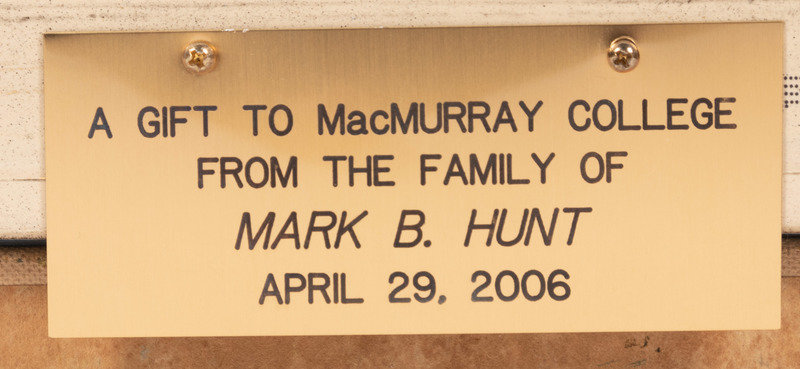 A GIFT TO MacMURRAY COLLEGE
FROM THE FAMILY OF
MARK B. HUNT
APRIL 29, 2006